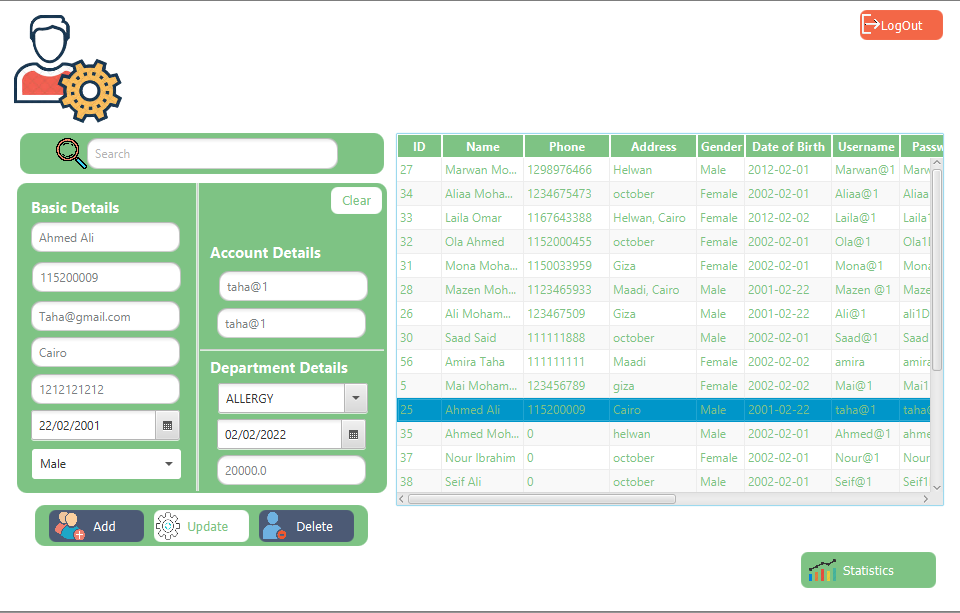 LogOut
Search
Basic Details
Ahmed Ali
115200009
Taha@gmail.com
Cairo
1212121212
22/02/2001
Male
Clear
Account Details
taha@1
taha@1
Department Details
ALLERGY
02/02/2022
20000.0
Add Update Delete
ID Name Phone Address Gender Date of Birth Username Passw
27 Marwan Mo... 1298976466 Helwan Male 2012-02-01 Marwan@1 Marw
34 Aliaa Moha... 1234675473 october Female 2002-02-01 Aliaa@1 Aliaa
33 Laila Omar 1167643388 Helwan, Cairo Female 2012-02-02 Laila@1 Laila1
32 Ola Ahmed 1152000455 october Female 2002-02-01 Ola@1 Ola1I
31 Mona Moha... 1150033959 Giza Female 2002-02-01 Mona@1 Mona
28 Mazen Moh... 1123465933 Maadi, Cairo Male 2001-02-22 Mazen @1 Maze
26 Ali Moham... 123467509 Giza Male 2001-02-22 Ali@1 ali1D
30 Saad Said 111111888 october Male 2002-02-01 Saad@1 Saad
56 Amira Taha 111111111 Maadi Female 2002-02-02 amira amira
5 Mai Moham... 123456789 giza Female 2002-02-02 Mai@1 Mai1
25 Ahmed Ali 115200009 Cairo Male 2001-02-22 taha@1 taha
35 Ahmed Moh... 0 helwan Male 2002-02-01 Ahmed@1 ahme
37 Nour Ibrahim 0 october Female 2002-02-01 Nour@1 Nour
38 Seif Ali 0 october Male 2002-02-01 Seif@1 Seif1
Statistics